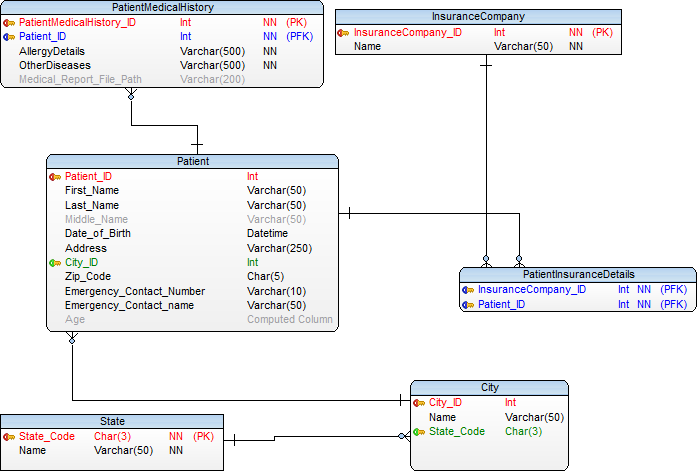 PatientMedicalHistory
PatientMedicalHistory_ID Int NN (PK)
Patient_ID Int NN (PFK)
AllergyDetails Varchar(500) NN
OtherDiseases Varchar(500) NN
Medical_Report_File_Path Varchar(200)
InsuranceCompany
InsuranceCompany_ID Int NN (PK)
Name Varchar(50) NN
Patient
Patient_ID Int
First_Name Varchar(50)
Last_Name Varchar(50)
Middle_Name Varchar(50)
Date_of_Birth Datetime
Address Varchar(250)
City_ID Int
Zip_Code Char(5)
Emergency_Contact_Number Varchar(10)
Emergency_Contact_name Varchar(50)
Age Computed Column
PatientInsuranceDetails
InsuranceCompany_ID Int NN (PFK)
Patient_ID Int NN (PFK)
City
City_ID Int
Name Varchar(50)
State_Code Char(3)
State
State_Code Char(3) NN (PK)
Name Varchar(50) NN